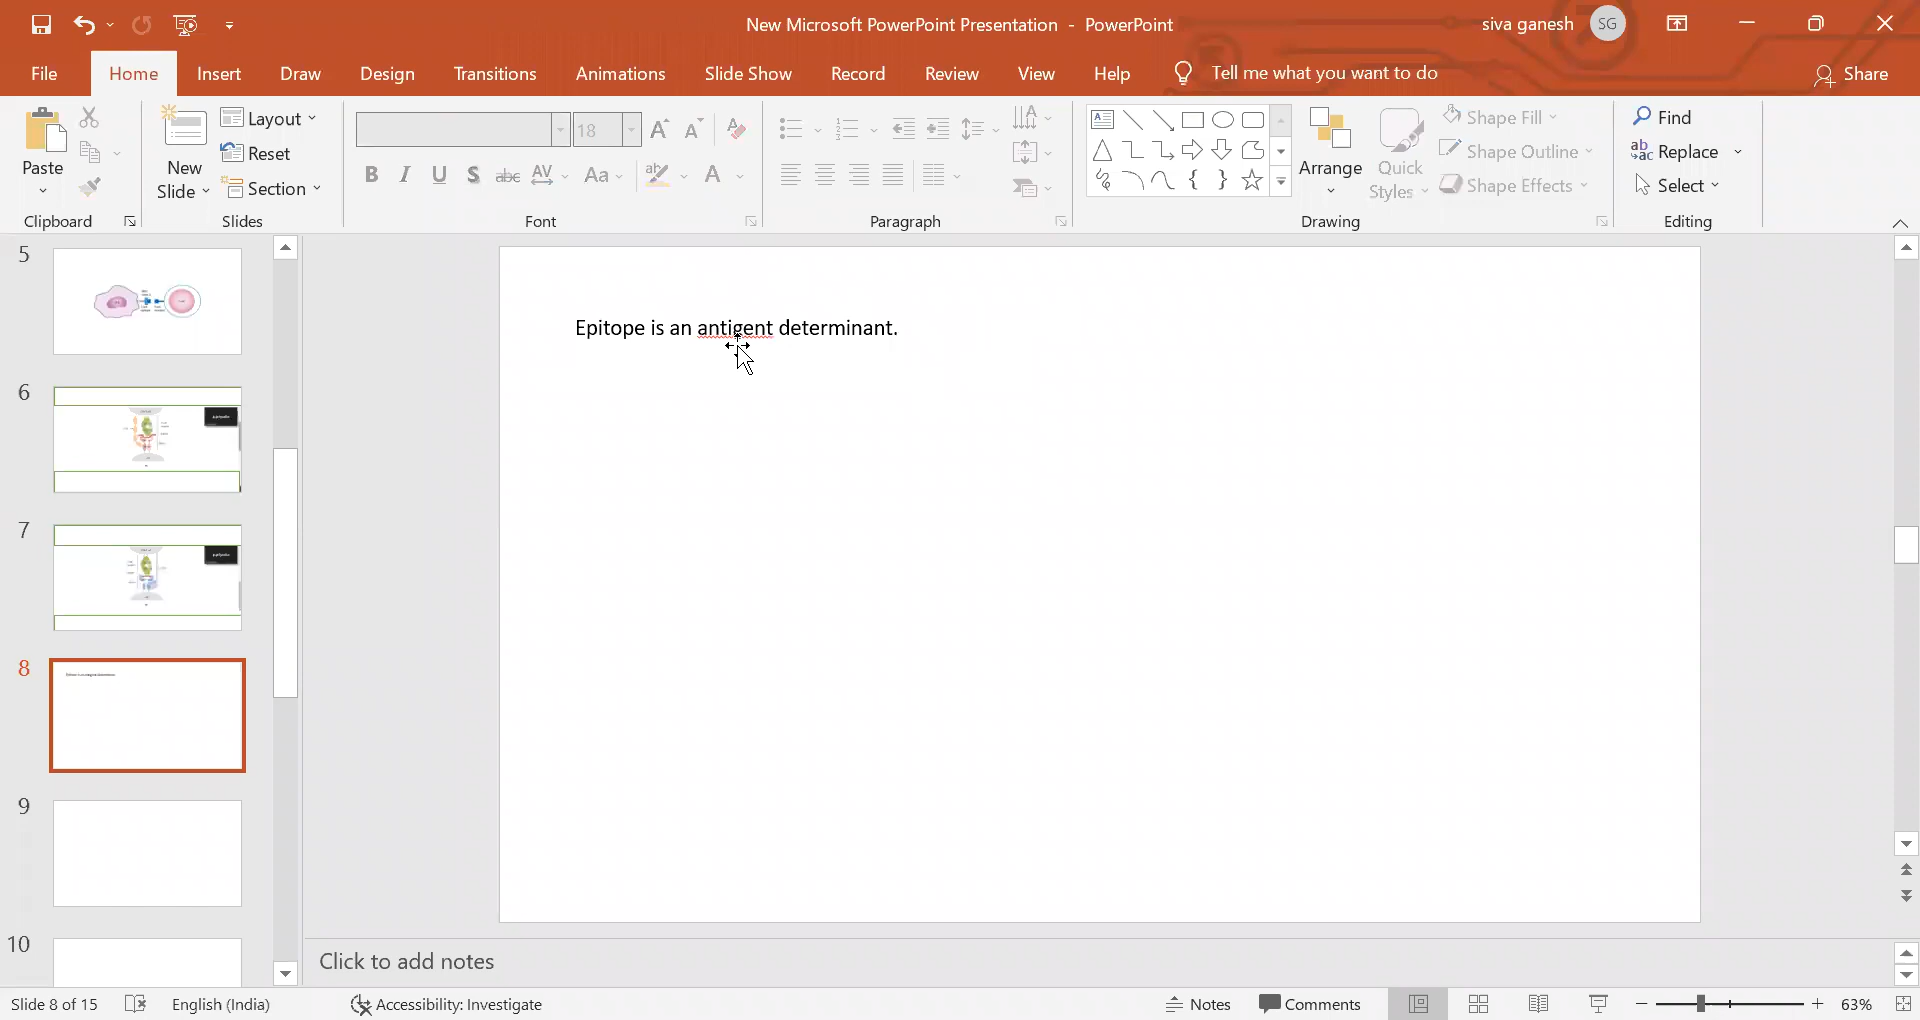 New Microsoft PowerPoint Presentation - PowerPoint
siva ganesh SG
File Home Insert Draw Design Transitions Animations Slide Show Record Review View Help Tell me what you want to do Share
Paste
Clipboard
New
Slide
Layout
Reset
Section
Slides
18
B I U S abc AV Aa A
Font
Paragraph
Arrange
Quick
Styles
Shape Fill
Shape Outline
Shape Effects
Drawing
Find
Replace
Select
Editing
5
6
7
8
9
10
Epitope is an antigent determinant.
Click to add notes
Slide 8 of 15 English (India) Accessibility: Investigate Notes Comments 63%